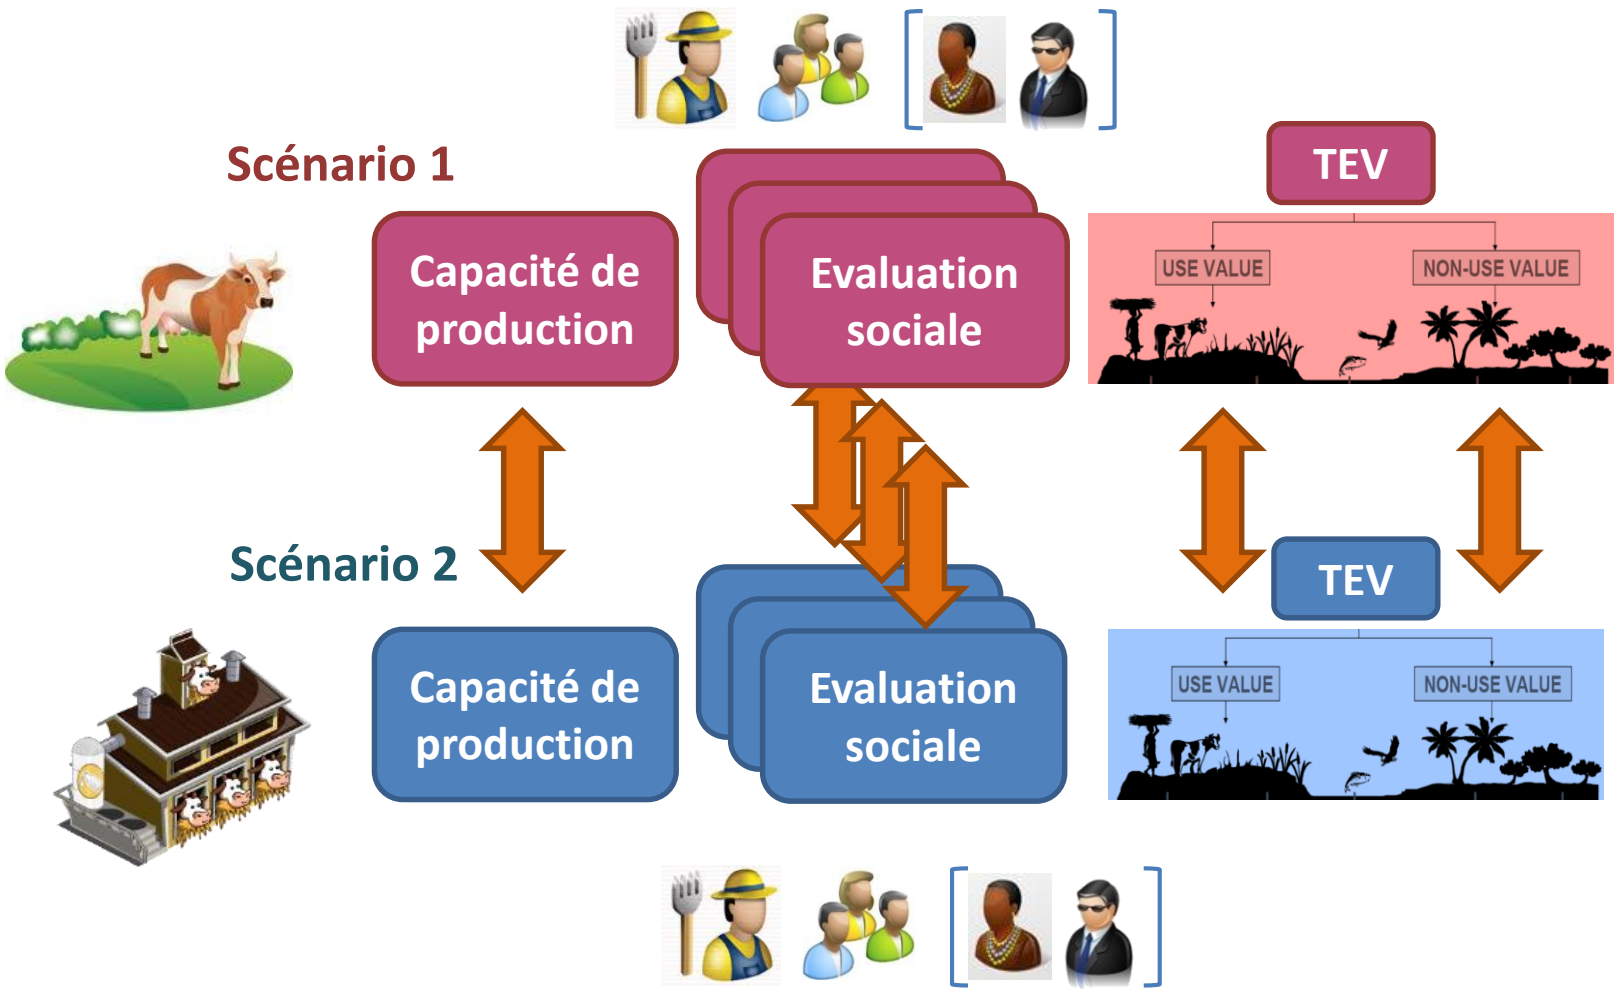 Scénario 1
TEV
Capacité de
production
Evaluation
sociale
USE VALUE
NON-USE VALUE
Scénario 2
TEV
Capacité de
production
Evaluation
sociale
USE VALUE
NON-USE VALUE